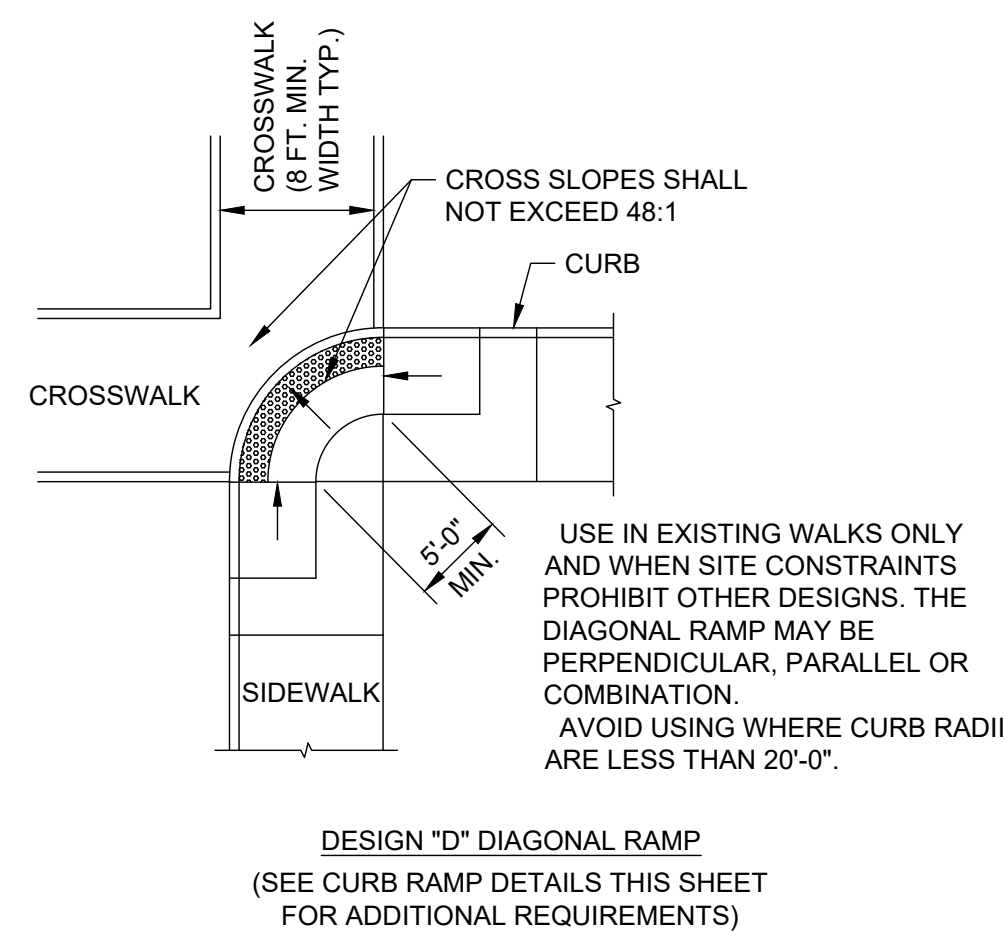 CROSSWALK
(8 FT. MIN.
WIDTH TYP.)
CROSS SLOPES SHALL
NOT EXCEED 48:1
CURB
CROSSWALK
5'-0"
MIN.
USE IN EXISTING WALKS ONLY
AND WHEN SITE CONSTRAINTS
PROHIBIT OTHER DESIGNS. THE
DIAGONAL RAMP MAY BE
PERPENDICULAR, PARALLEL OR
COMBINATION.
AVOID USING WHERE CURB RADII
ARE LESS THAN 20'-0".
SIDEWALK
DESIGN "D" DIAGONAL RAMP
(SEE CURB RAMP DETAILS THIS SHEET
FOR ADDITIONAL REQUIREMENTS)